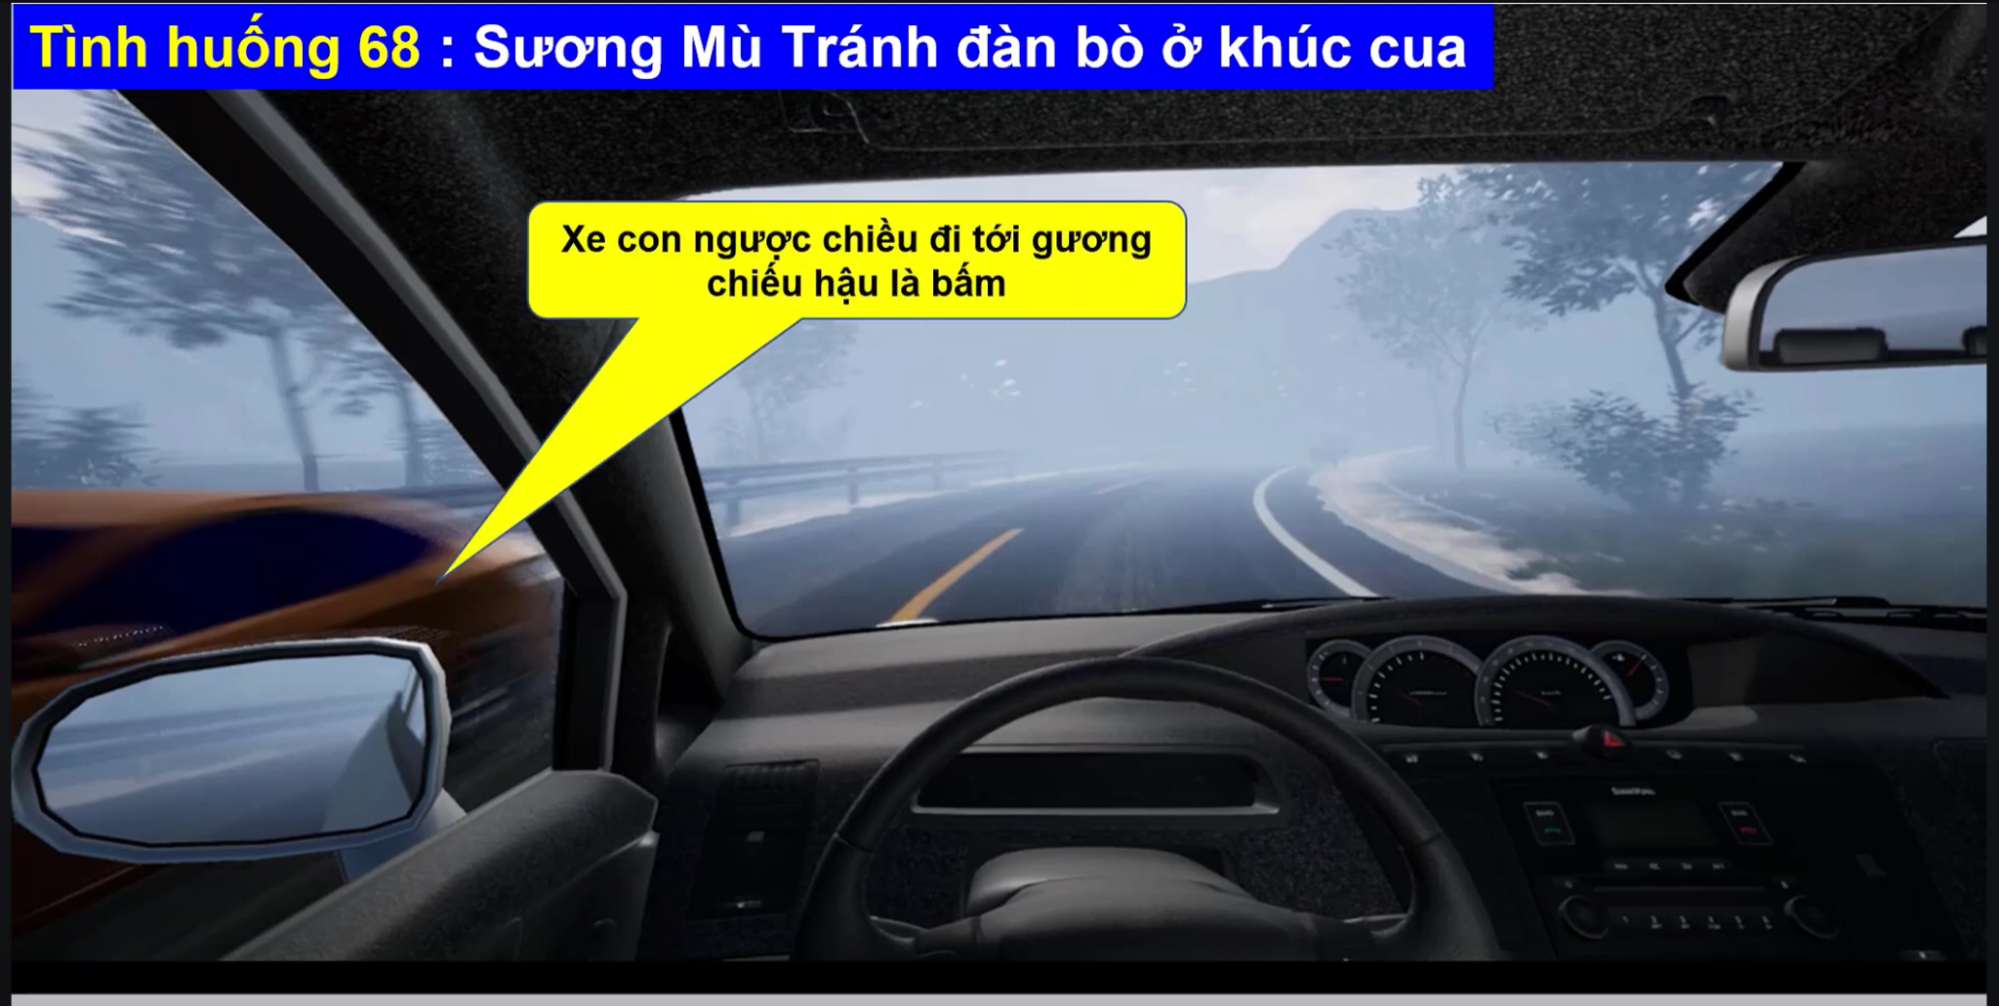 Tình huống 68 : Sương Mù Tránh đàn bò ở khúc cua
Xe con ngược chiều đi tới gương
chiếu hậu là bấm